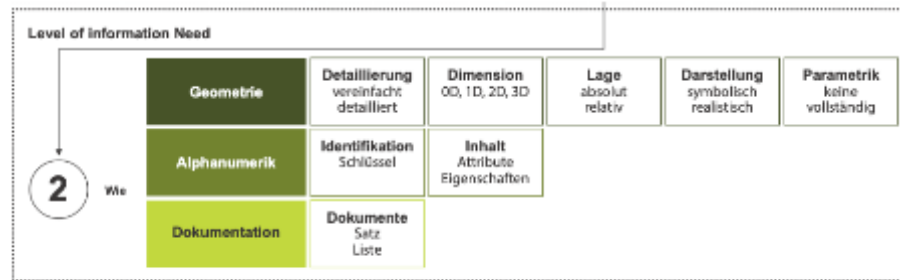 Level of information Need
Geometrie
Detaillierung
vereinfacht
detailliert
Dimension
0D, 1D, 2D, 3D
Lage
absolut
relativ
Darstellung
symbolisch
realistisch
Parametrik
keine
vollständig
2
Wie
Alphanumerik
Identifikation
Schlüssel
Inhalt
Attribute
Eigenschaften
Dokumentation
Dokumente
Satz
Liste